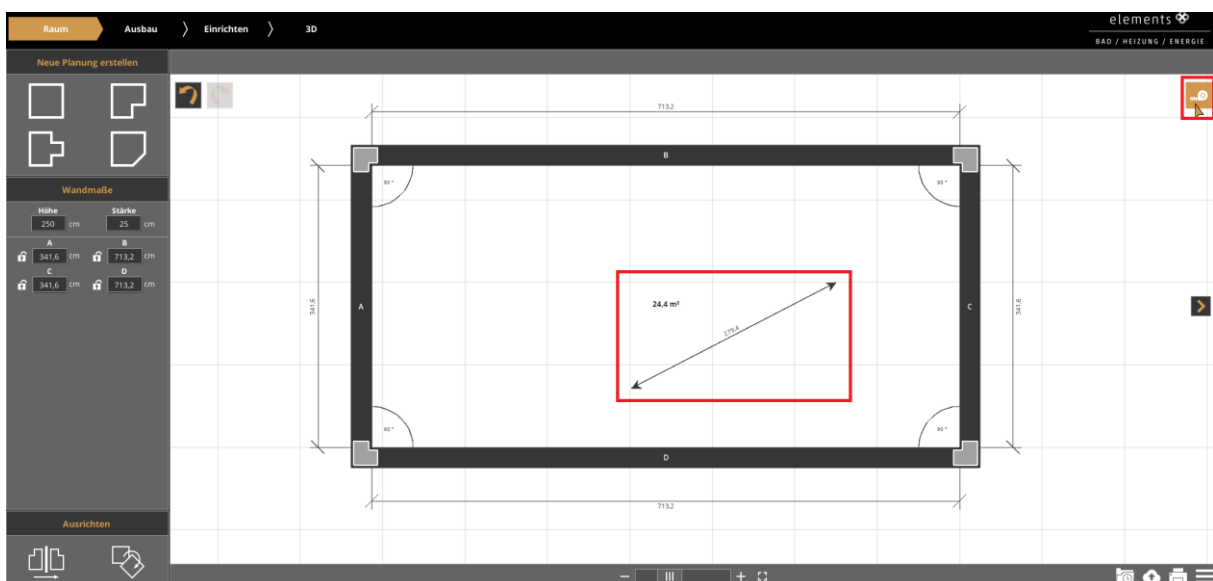 Raum Ausbau Einrichten 3D
elements
BAD / HEIZUNG / ENERGIE
Neue Planung erstellen
Wandmaße
Höhe Stärke
250 cm 25 cm
A B
341,6 cm 713,2 cm
C D
341,6 cm 713,2 cm
Ausrichten
713.2
B
90 ° 90 °
341.6 A C 341.6
24,4 m²
279.4
90 ° 90 °
D
713.2